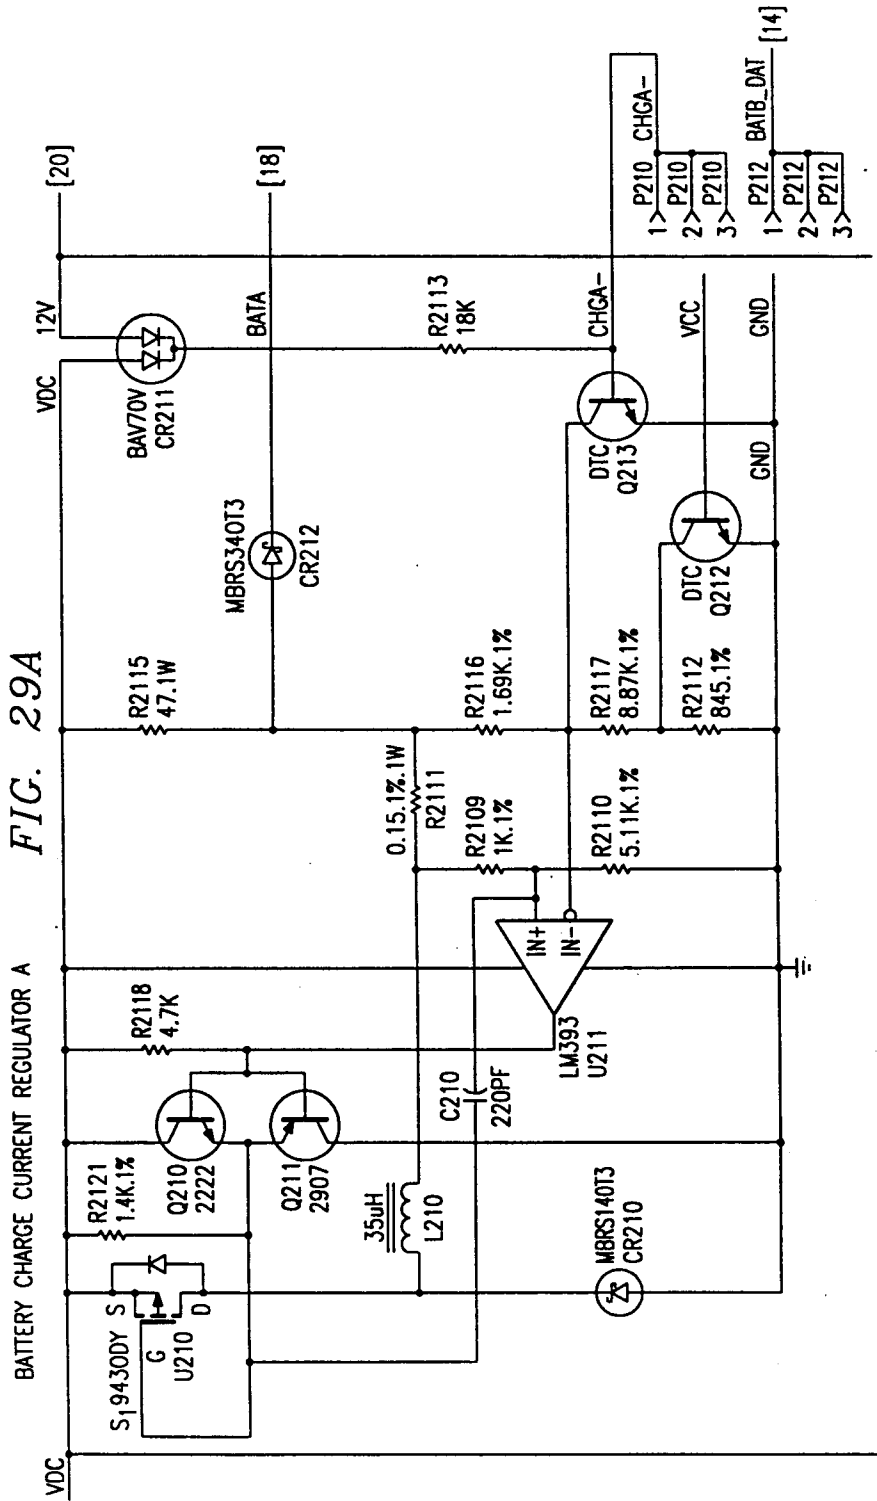 FIG. 29A
BATTERY CHARGE CURRENT REGULATOR A
VDC
S
G
D
S₁9430DY
U210
R2121
1.4K.1%
Q210
2222
Q211
2907
R2118
4.7K
35uH
L210
C210
220PF
MBRS140T3
CR210
LM393
U211
IN+
IN-
0.15.1%.1W
R2111
R2109
1K.1%
R2110
5.11K.1%
R2115
47.1W
R2116
1.69K.1%
R2117
8.87K.1%
R2112
845.1%
MBRS340T3
CR212
BATA
[18]
BAV70V
CR211
VDC
12V
[20]
R2113
18K
DTC
Q213
CHGA-
DTC
Q212
VCC
GND
GND
1 P210 CHGA-
2 P210
3 P210
1 P212 BATB_DAT [14]
2 P212
3 P212